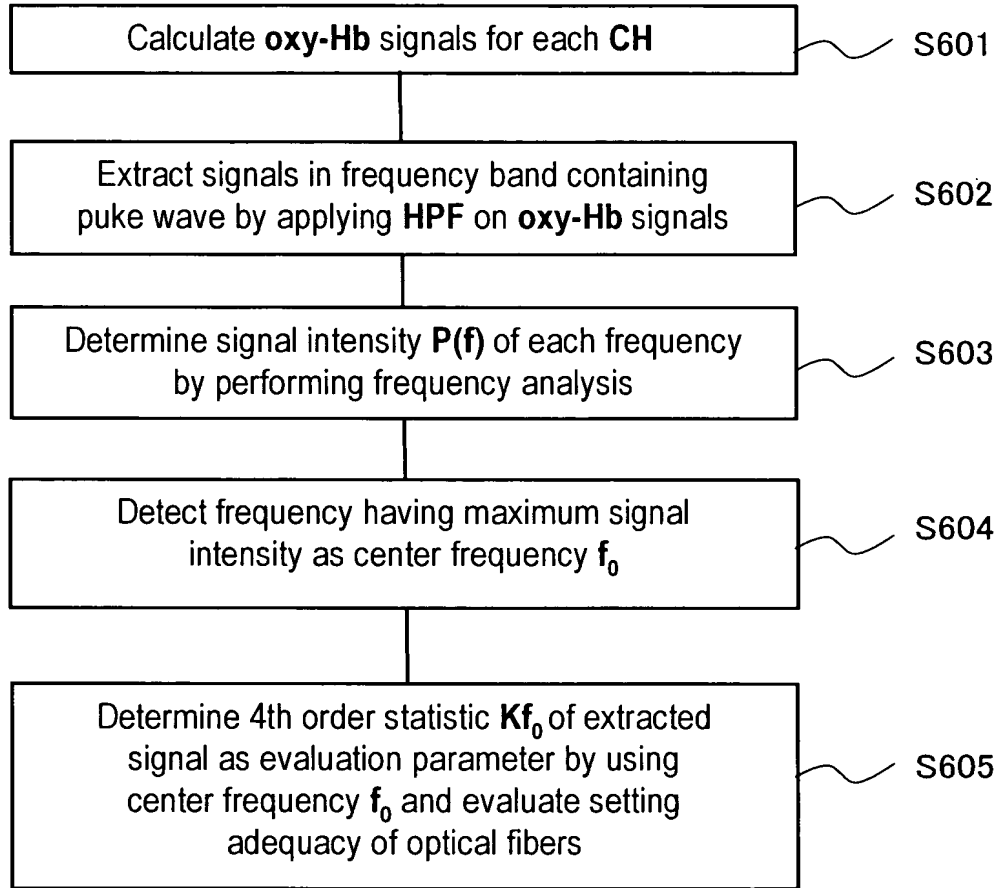 Calculate oxy-Hb signals for each CH
S601
Extract signals in frequency band containing
puke wave by applying HPF on oxy-Hb signals
S602
Determine signal intensity P(f) of each frequency
by performing frequency analysis
S603
Detect frequency having maximum signal
intensity as center frequency f₀
S604
Determine 4th order statistic Kf₀ of extracted
signal as evaluation parameter by using
center frequency f₀ and evaluate setting
adequacy of optical fibers
S605